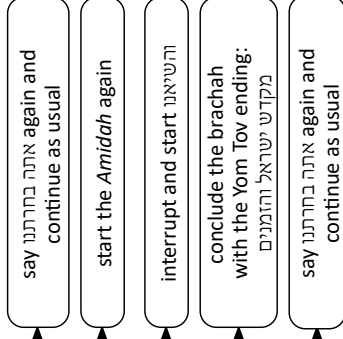 say אתה בחרתנו again and
continue as usual
start the Amidah again
interrupt and start והשיאנו
conclude the brachah
with the Yom Tov ending:
מקדש ישראל והזמנים
say אתה בחרתנו again and
continue as usual